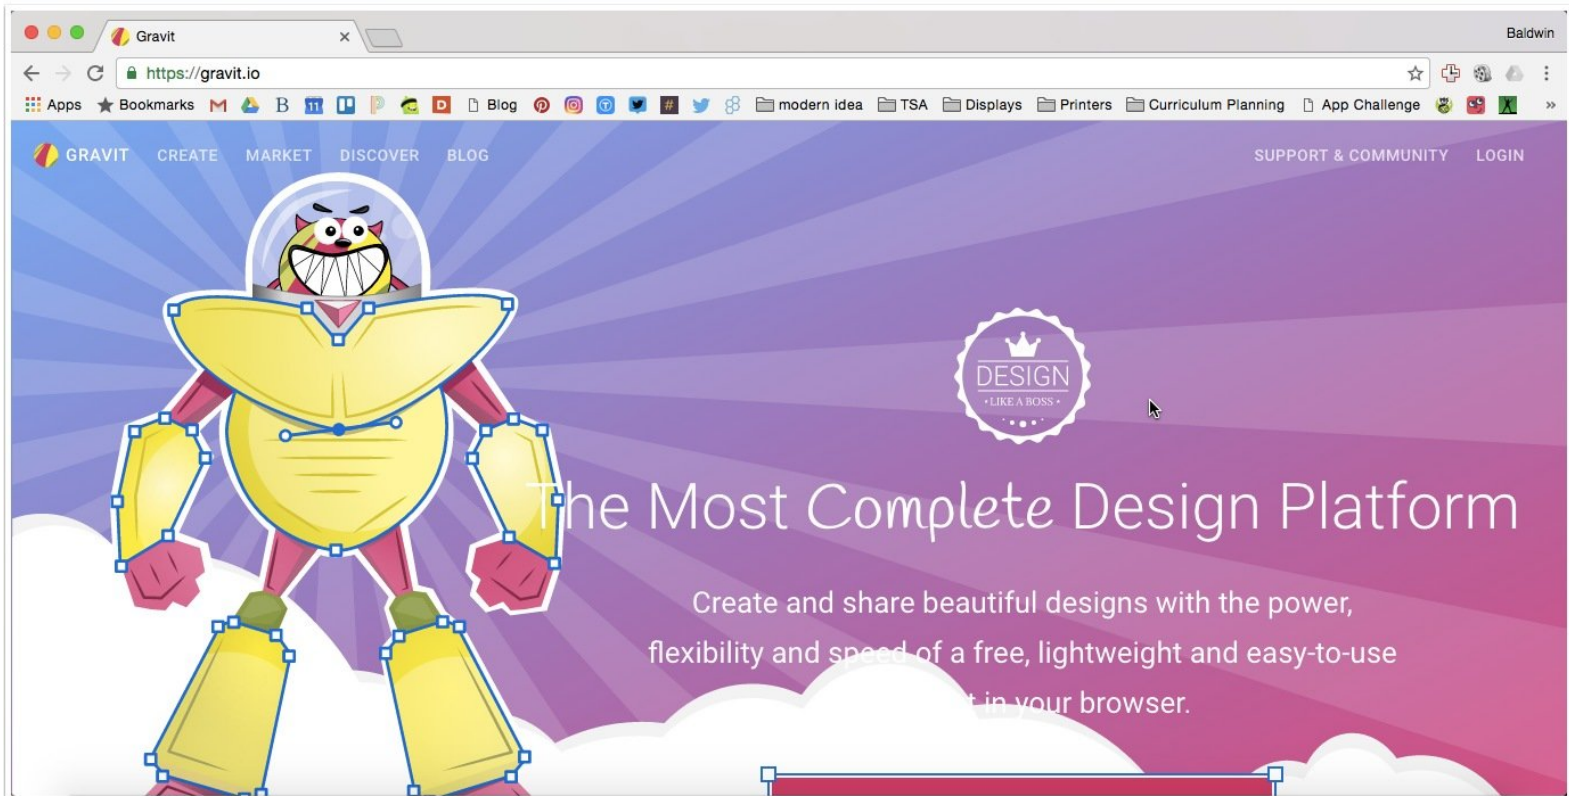 Gravit
Baldwin
https://gravit.io
Apps Bookmarks M B 11 D Blog # modern idea TSA Displays Printers Curriculum Planning App Challenge »
GRAVIT CREATE MARKET DISCOVER BLOG SUPPORT & COMMUNITY LOGIN
DESIGN
• LIKE A BOSS •
The Most Complete Design Platform
Create and share beautiful designs with the power,
flexibility and speed of a free, lightweight and easy-to-use
in your browser.